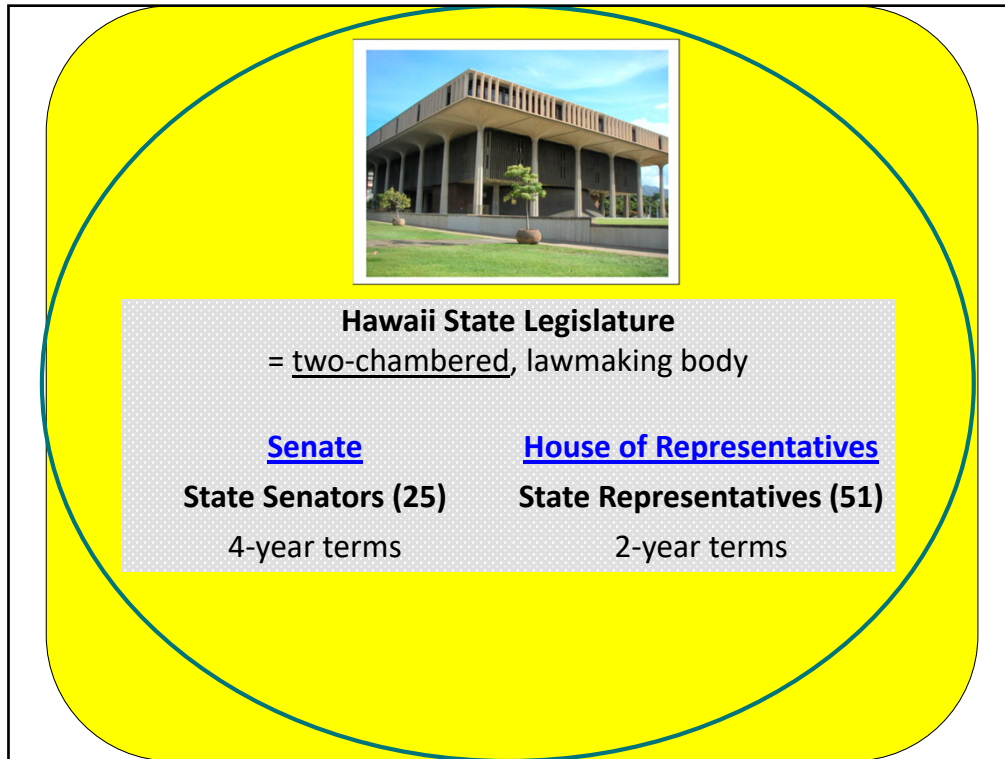 Hawaii State Legislature
= two-chambered, lawmaking body
Senate
House of Representatives
State Senators (25)
State Representatives (51)
4-year terms
2-year terms